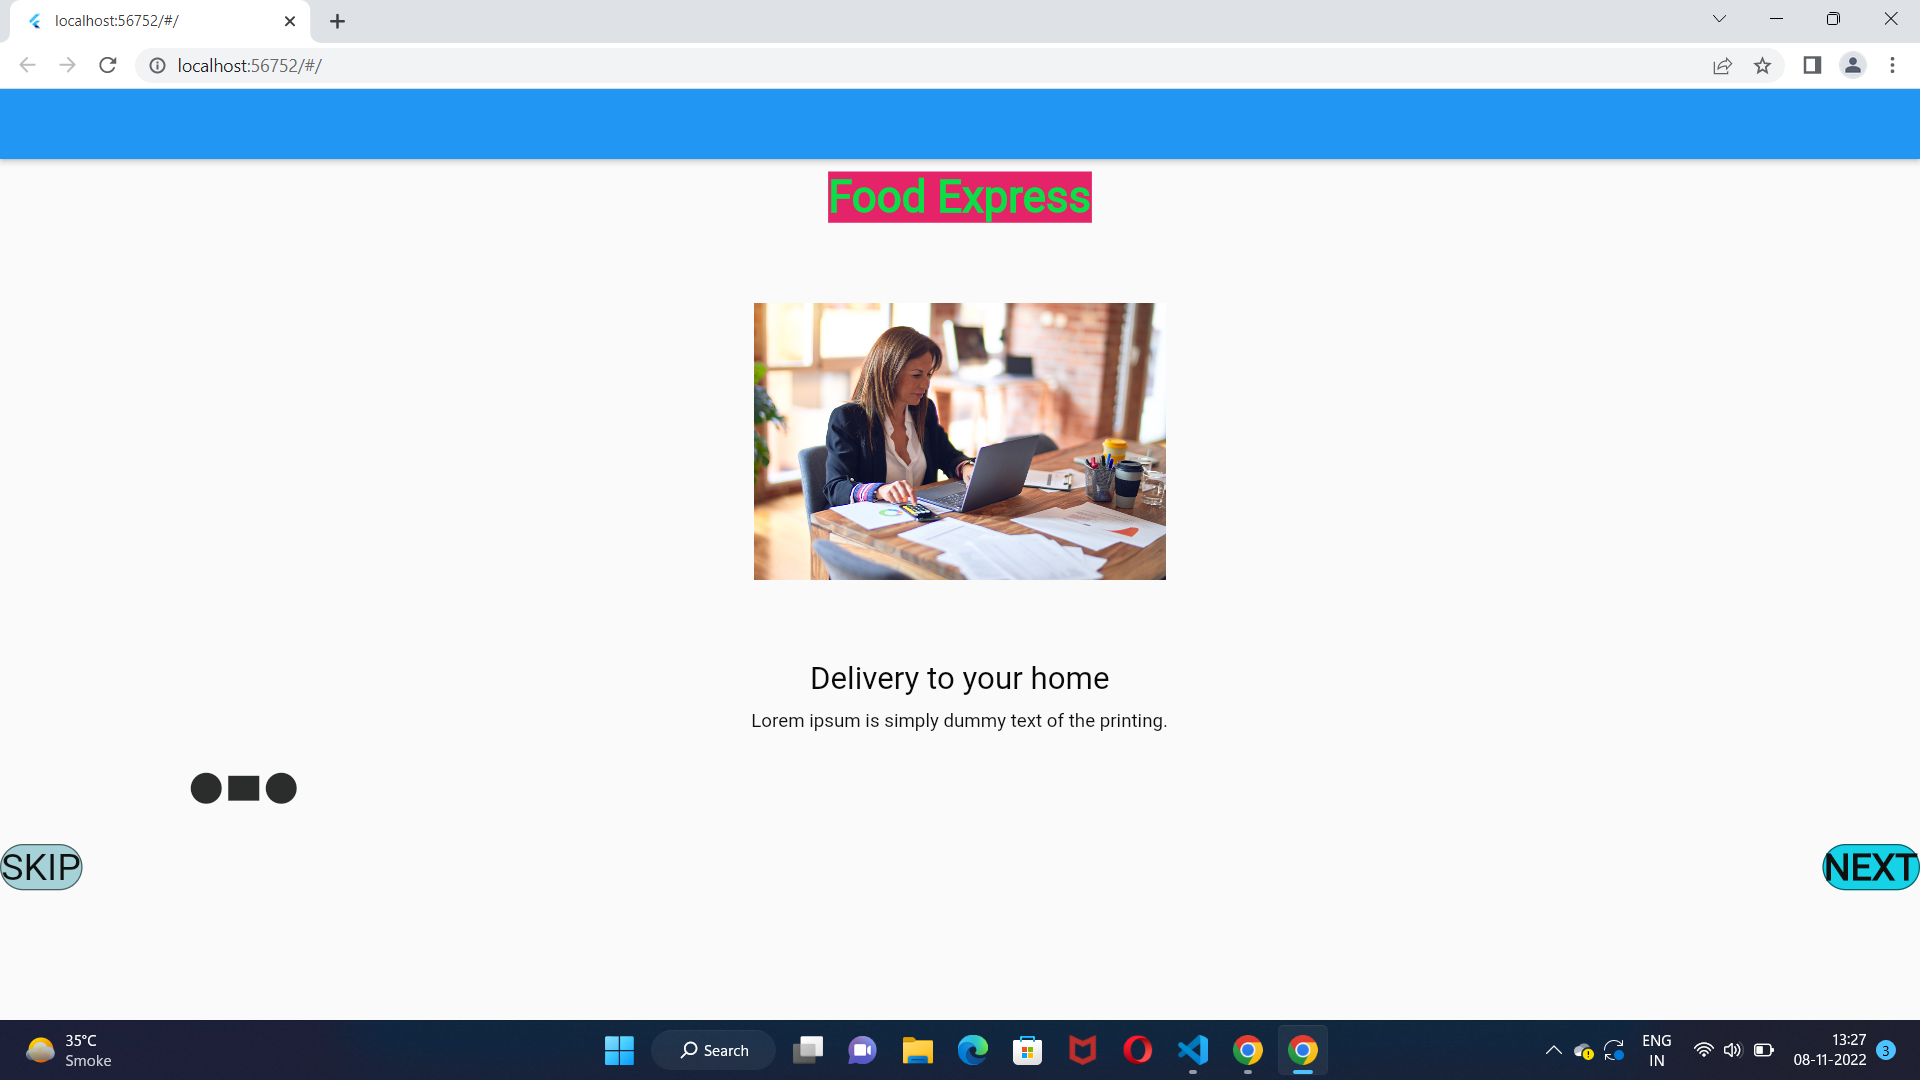 localhost:56752/#/
localhost:56752/#/
Food Express
Delivery to your home
Lorem ipsum is simply dummy text of the printing.
SKIP
NEXT
35°C
Smoke
Search
ENG
IN
13:27
08-11-2022
3